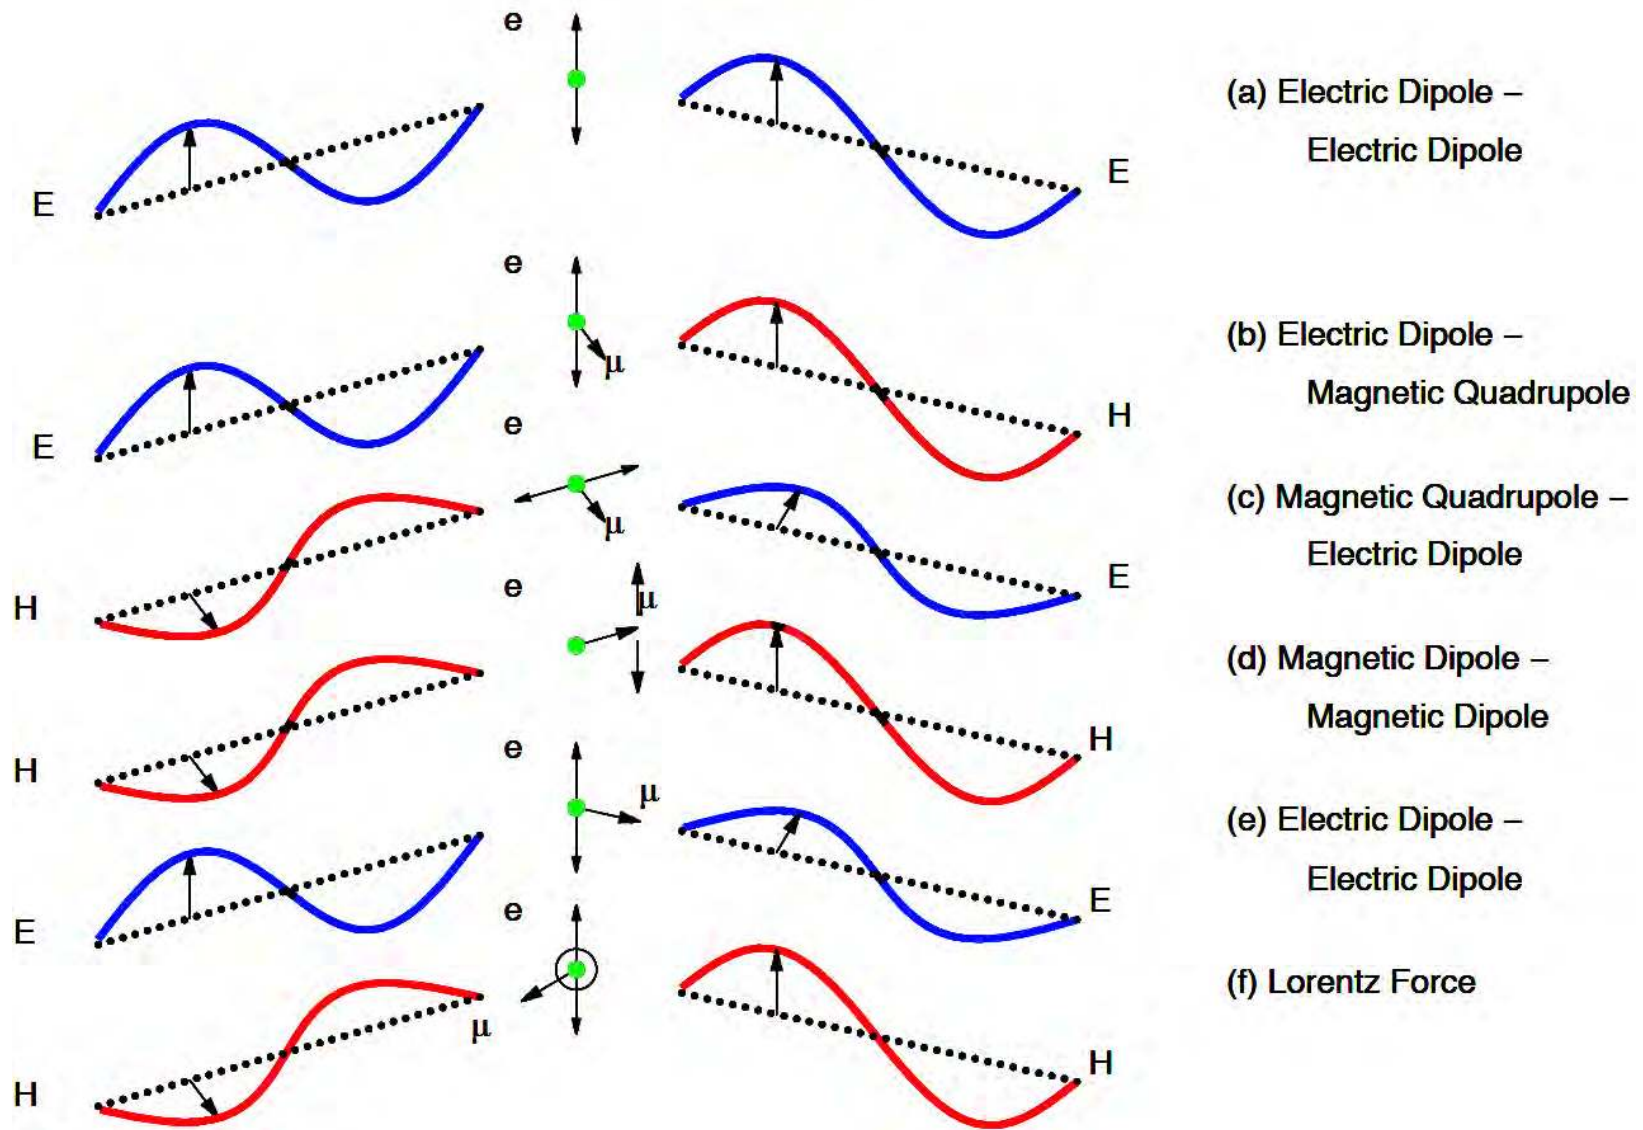 e
E
E
(a) Electric Dipole –
Electric Dipole
e
μ
E
H
(b) Electric Dipole –
Magnetic Quadrupole
e
μ
H
E
(c) Magnetic Quadrupole –
Electric Dipole
e
μ
H
H
(d) Magnetic Dipole –
Magnetic Dipole
e
μ
E
E
(e) Electric Dipole –
Electric Dipole
e
μ
H
H
(f) Lorentz Force